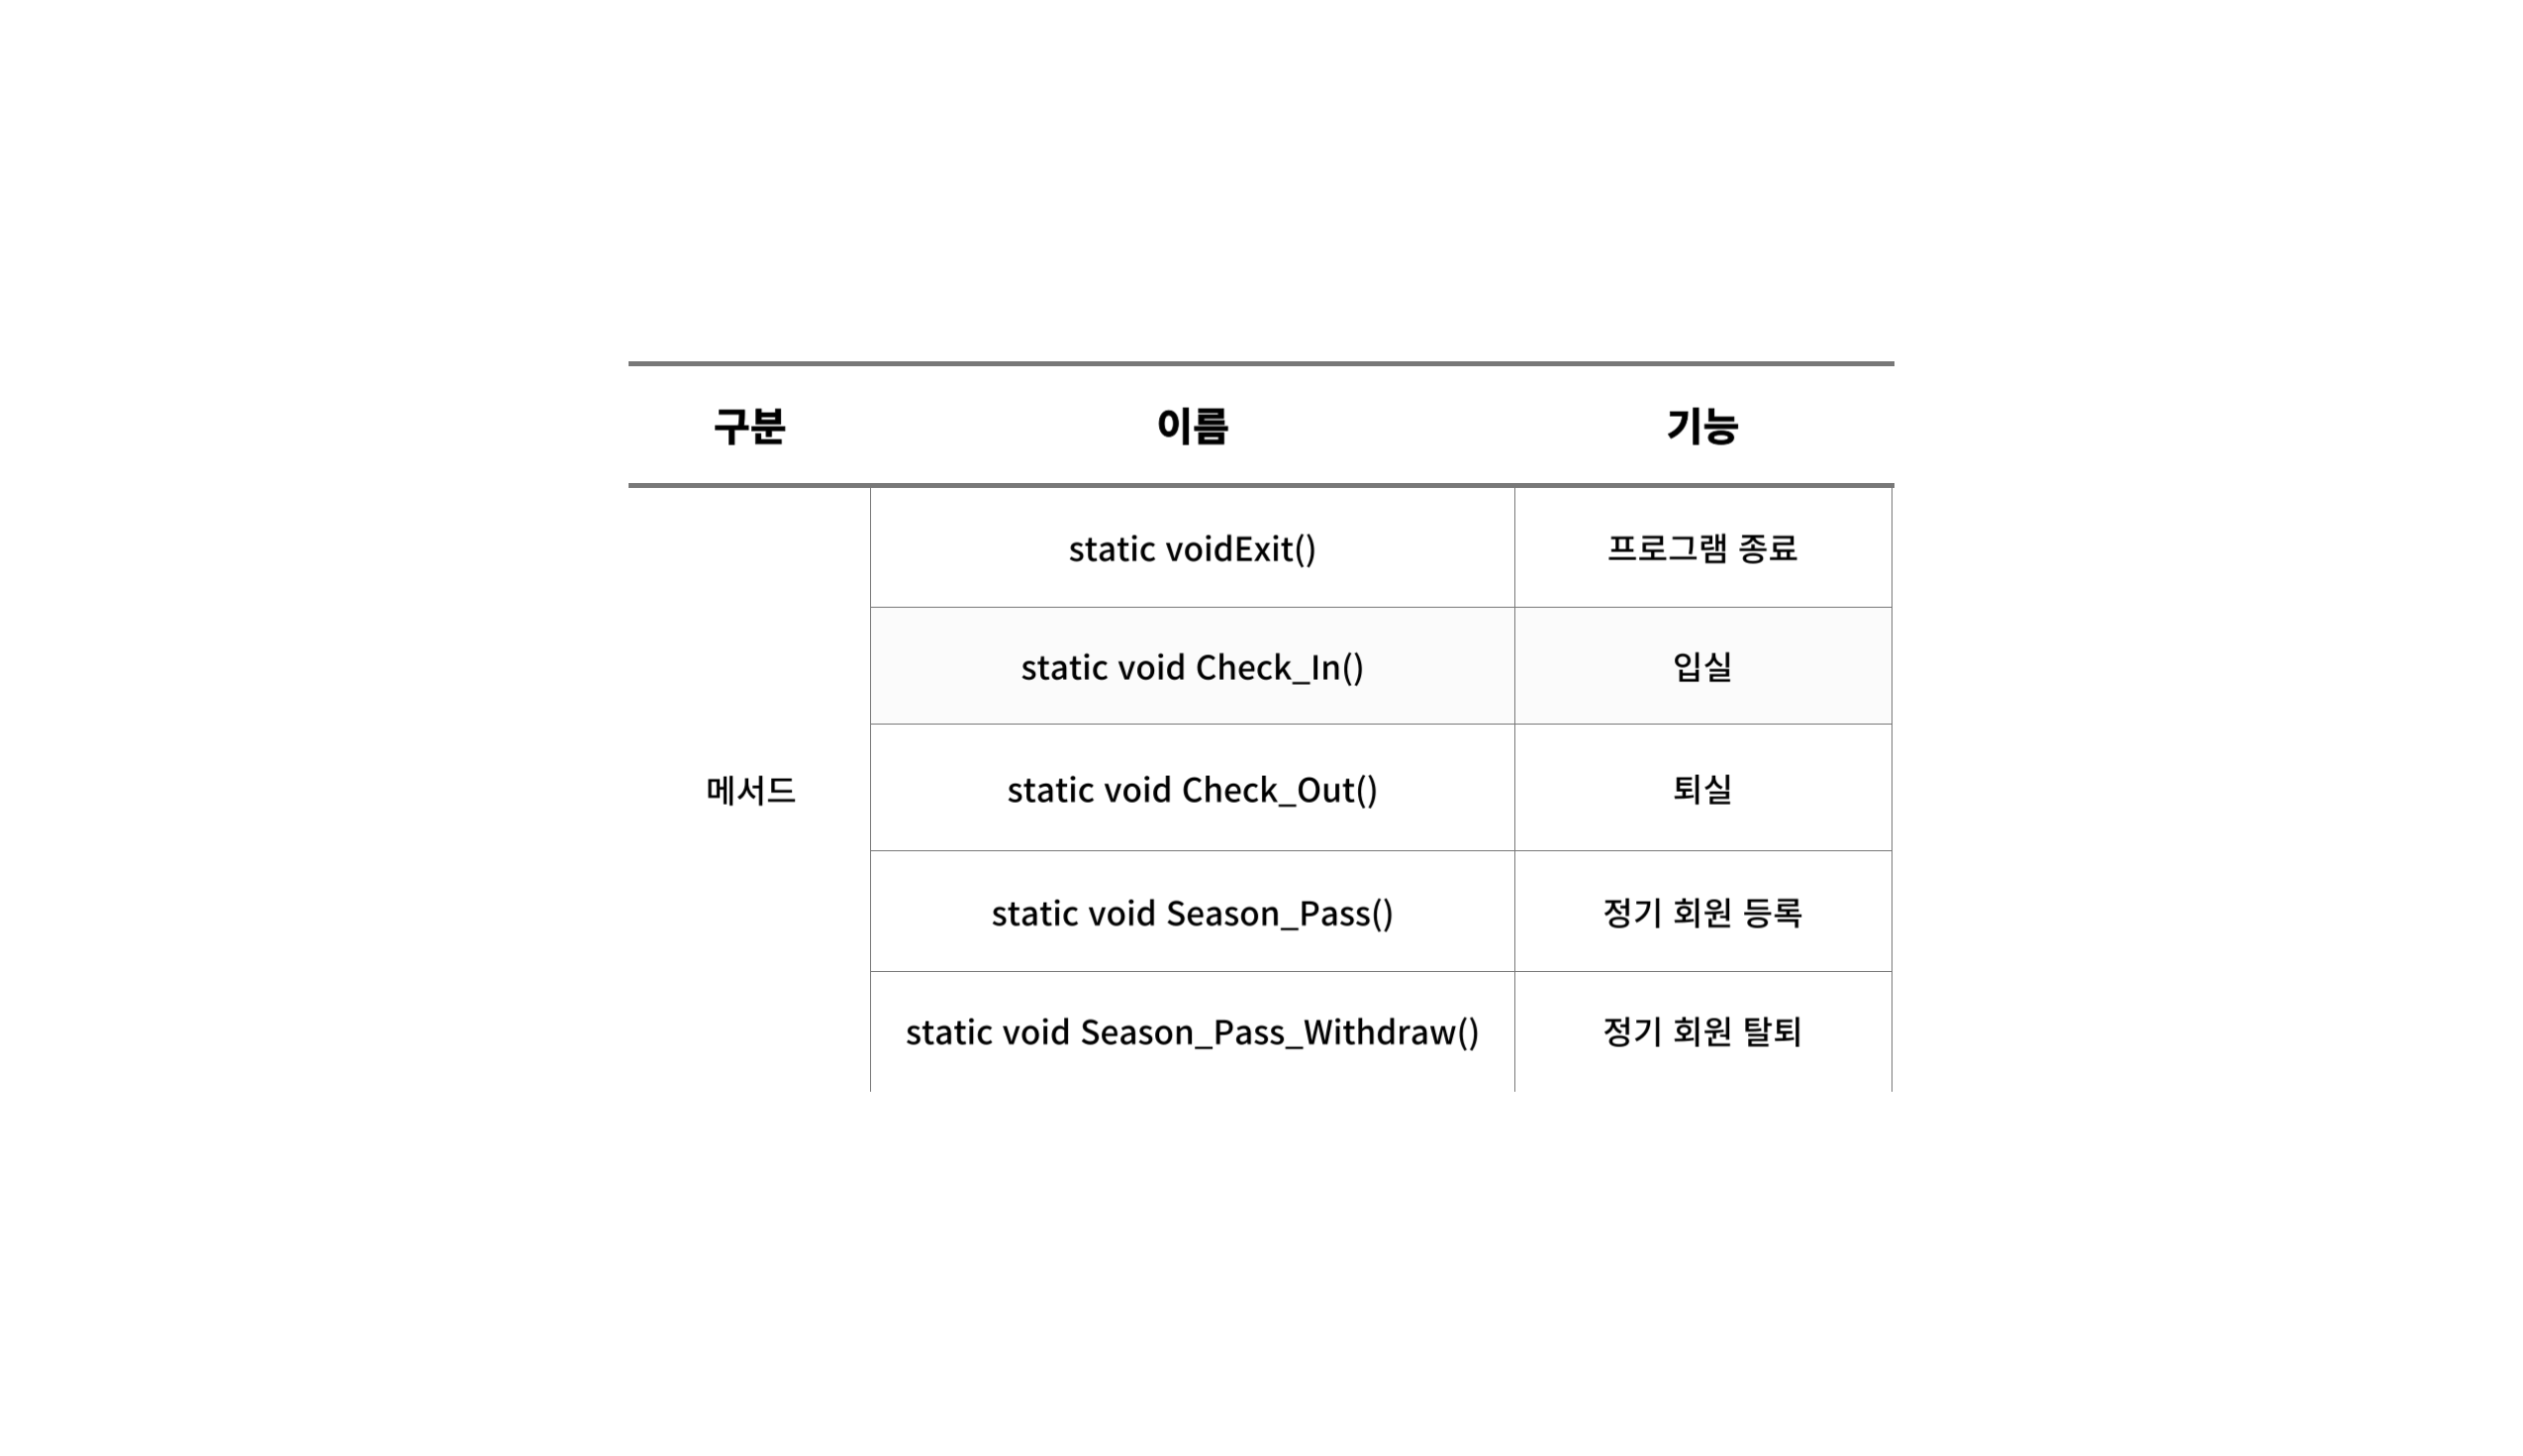 구분 이름 기능
static voidExit() 프로그램 종료
static void Check_In() 입실
메서드 static void Check_Out() 퇴실
static void Season_Pass() 정기 회원 등록
static void Season_Pass_Withdraw() 정기 회원 탈퇴